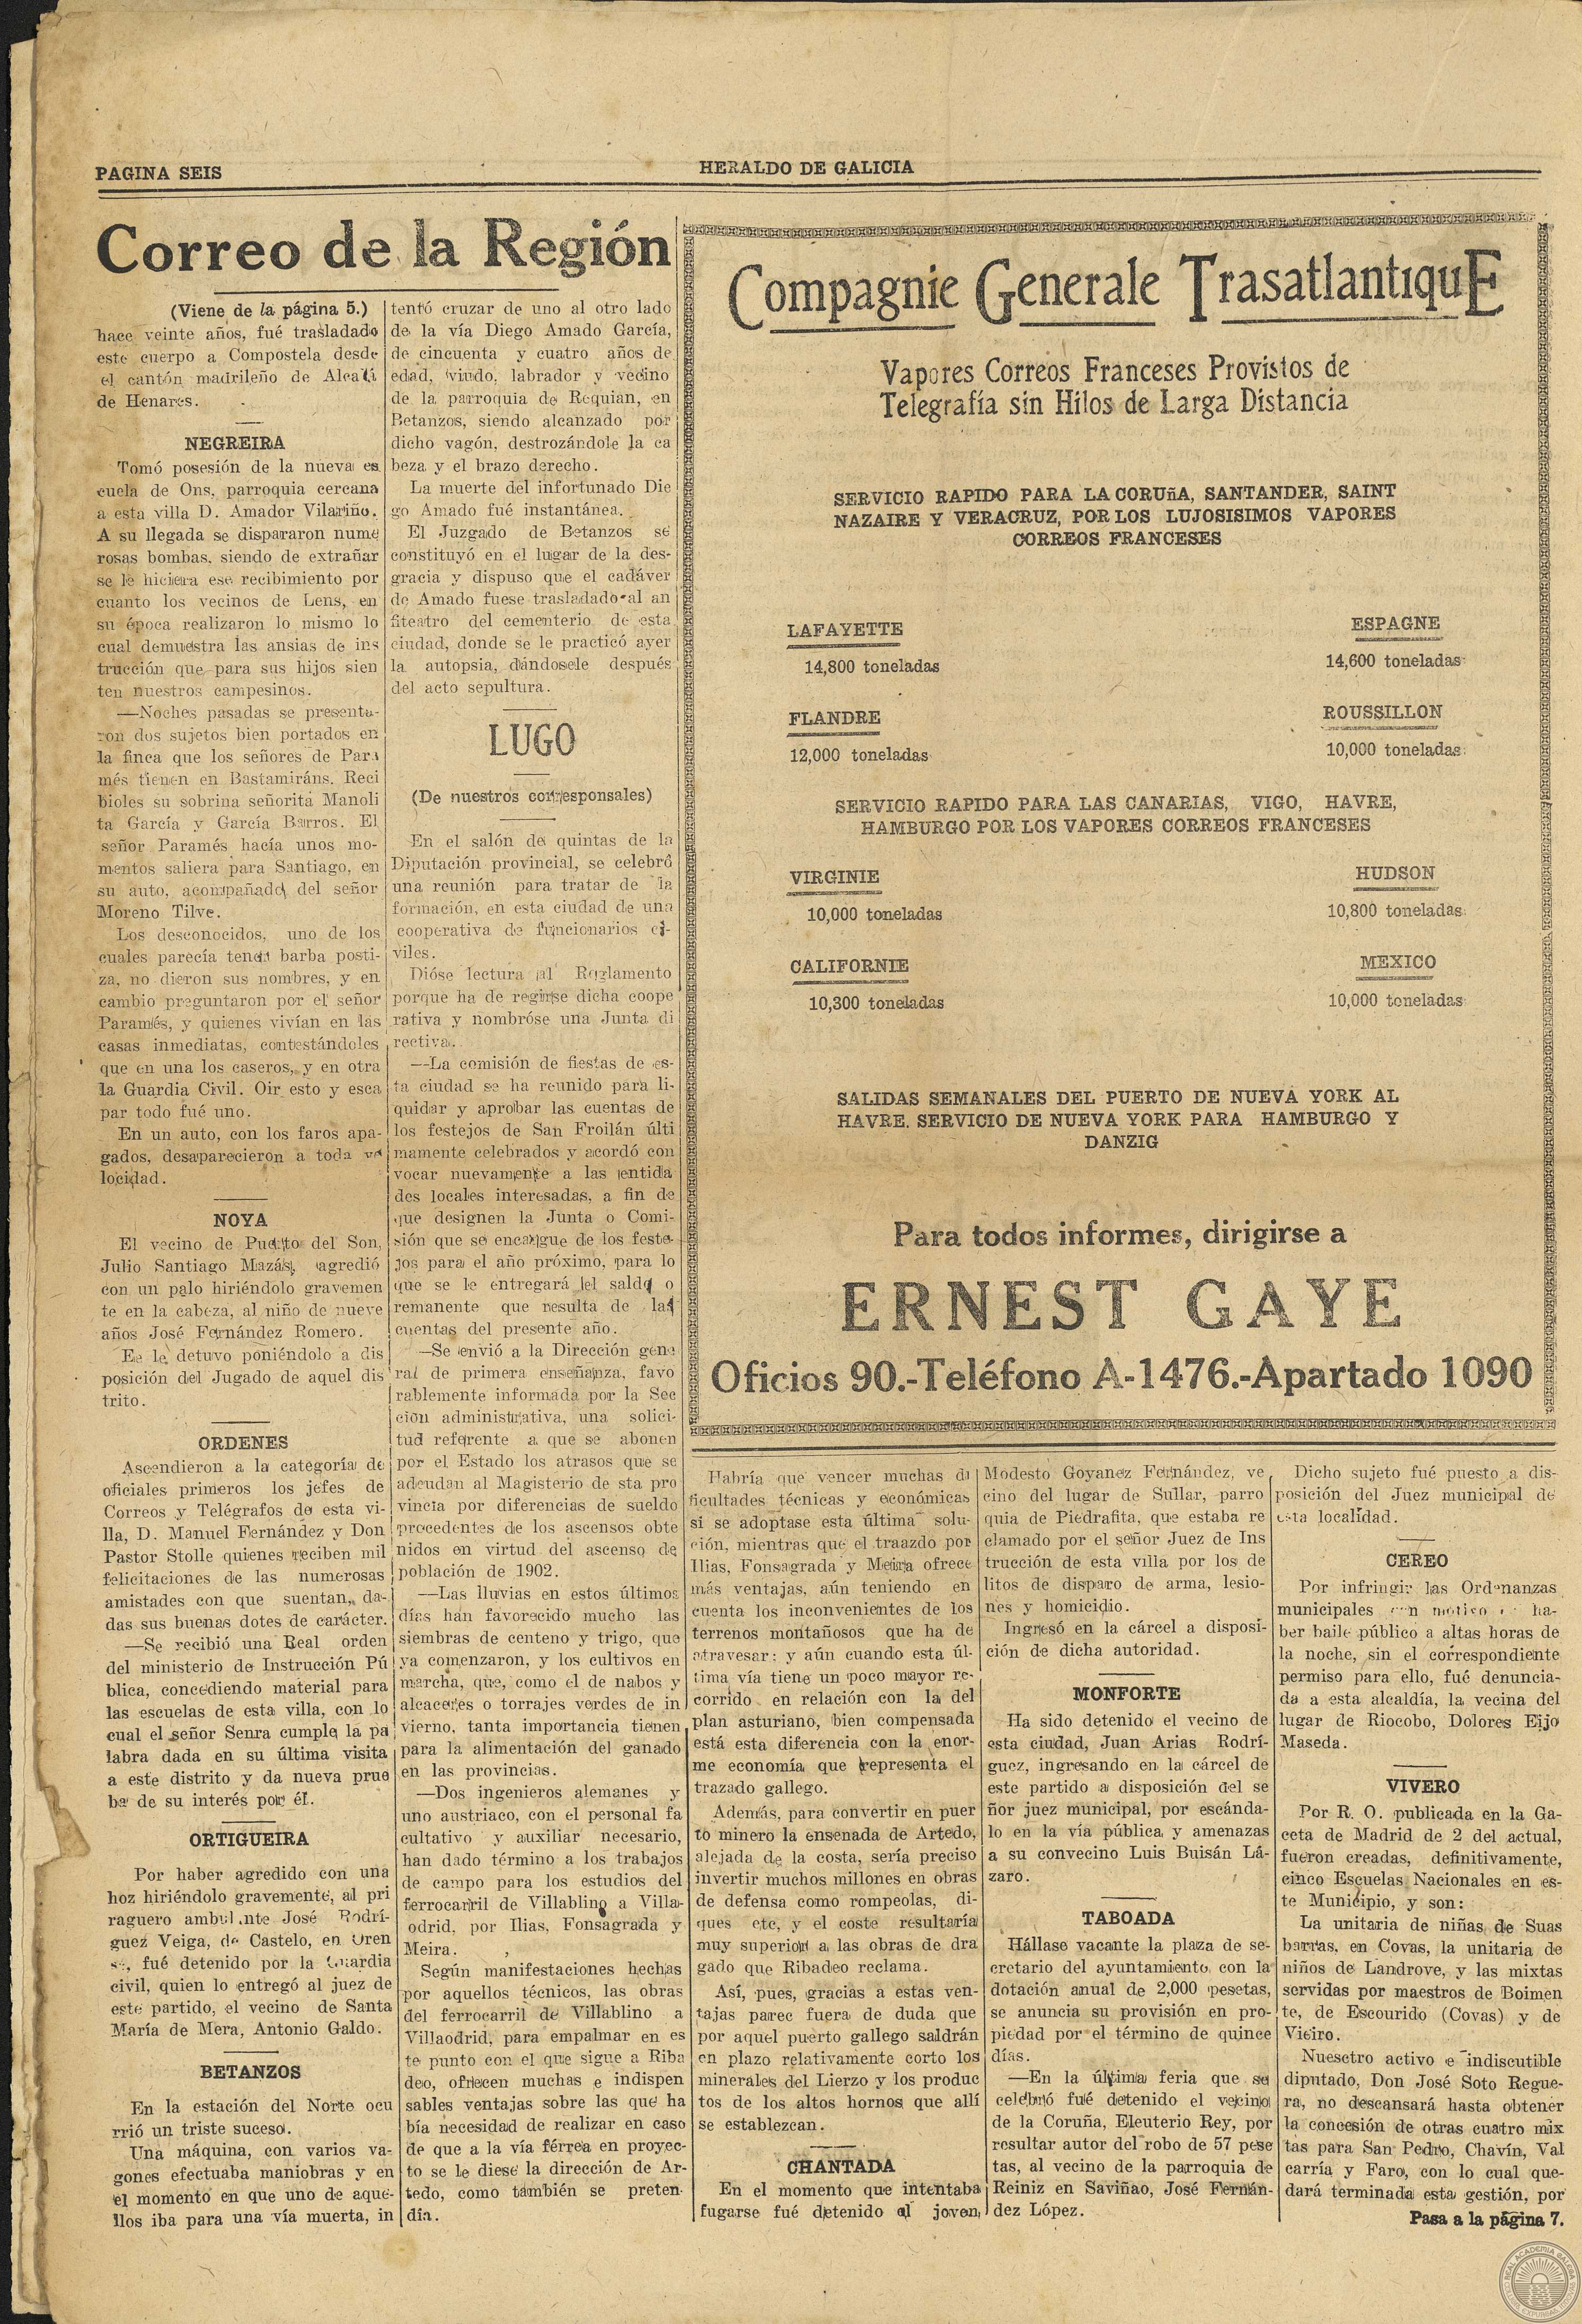 PAGINA SEIS
HERALDO DE GALICIA
Correo de la Región
(Viene de la página 5.)
hace veinte años, fué trasladado
este cuerpo a Compostela desde
el cantón madrileño de Alcalá
de Henares.
NEGREIRA
Tomó posesión de la nueva es
cuela de Ons, parroquia cercana
a esta villa D. Amador Vilariño.
A su llegada se dispararon nume
rosas bombas, siendo de extrañar
se le hiciera ese recibimiento por
cuanto los vecinos de Lens, en
su época realizaron lo mismo lo
cual demuestra las ansias de ins
trucción que para sus hijos sien
ten nuestros campesinos.
—Noches pasadas se presenta-
ron dos sujetos bien portados en
la finca que los señores de Para
més tienen en Bastamiráns. Reci
bioles su sobrina señorita Manoli
ta García y García Barros. El
señor Paramés hacía unos mo-
mentos saliera para Santiago, en
su auto, acompañado del señor
Moreno Tilve.
Los desconocidos, uno de los
cuales parecía tener barba posti-
za, no dieron sus nombres, y en
cambio preguntaron por el señor
Paramés, y quienes vivían en las
casas inmediatas, contestándoles
que en una los caseros, y en otra
la Guardia Civil. Oir esto y esca
par todo fué uno.
En un auto, con los faros apa-
gados, desaparecieron a toda ve
locidad.
NOYA
El vecino de Puerto del Son,
Julio Santiago Mazás, agredió
con un palo hiriéndolo gravemen
te en la cabeza, al niño de nueve
años José Fernández Romero.
Ee le detuvo poniéndolo a dis
posición del Jugado de aquel dis
trito.
ORDENES
Ascendieron a la categoría de
oficiales primeros los jefes de
Correos y Telégrafos de esta vi-
lla, D. Manuel Fernández y Don
Pastor Stolle quienes reciben mil
felicitaciones de las numerosas
amistades con que suentan, da-
das sus buenas dotes de carácter.
—Se recibió una Real orden
del ministerio de Instrucción Pú
blica, concediendo material para
las escuelas de esta villa, con lo
cual el señor Senra cumple la pa
labra dada en su última visita
a este distrito y da nueva prue
ba de su interés por él.
ORTIGUEIRA
Por haber agredido con una
hoz hiriéndolo gravemente, al pri
raguero ambulante José Rodrí-
guez Veiga, de Castelo, en Oren
se, fué detenido por la Guardia
civil, quien lo entregó al juez de
este partido, el vecino de Santa
María de Mera, Antonio Galdo.
BETANZOS
En la estación del Norte ocu
rrió un triste suceso.
Una máquina, con varios va-
gones efectuaba maniobras y en
el momento en que uno de aque-
llos iba para una vía muerta, in
tentó cruzar de uno al otro lado
de la vía Diego Amado García,
de cincuenta y cuatro años de
edad, viudo, labrador y vecino
de la parroquia de Requian, en
Betanzos, siendo alcanzado por
dicho vagón, destrozándole la ca
beza y el brazo derecho.
La muerte del infortunado Die
go Amado fué instantánea.
El Juzgado de Betanzos se
constituyó en el lugar de la des-
gracia y dispuso que el cadáver
de Amado fuese trasladado al an
fiteatro del cementerio de esta
ciudad, donde se le practicó ayer
la autopsia, dándosele después
del acto sepultura.
LUGO
(De nuestros corresponsales)
En el salón de quintas de la
Diputación provincial, se celebró
una reunión para tratar de la
formación, en esta ciudad de una
cooperativa de funcionarios ci-
viles.
Dióse lectura al Reglamento
porque ha de regirse dicha coope
rativa y nombróse una Junta di
rectiva.
—La comisión de fiestas de es-
ta ciudad se ha reunido para li-
quidar y aprobar las cuentas de
los festejos de San Froilán últi
mamente celebrados y acordó con
vocar nuevamente a las entida
des locales interesadas, a fin de
que designen la Junta o Comi-
sión que se encargue de los feste-
jos para el año próximo, para lo
que se le entregará el saldo o
remanente que resulta de las
cuentas del presente año.
—Se envió a la Dirección gene
ral de primera enseñanza, favo
rablemente informada por la Sec
ción administrativa, una solici-
tud referente a que se abonen
por el Estado los atrasos que se
adeudan al Magisterio de sta pro
vincia por diferencias de sueldo
precedentes de los ascensos obte
nidos en virtud del ascenso de
población de 1902.
—Las lluvias en estos últimos
días han favorecido mucho las
siembras de centeno y trigo, que
ya comenzaron, y los cultivos en
marcha, que, como el de nabos y
alcaceres o torrajes verdes de in
vierno, tanta importancia tienen
para la alimentación del ganado
en las provincias.
—Dos ingenieros alemanes y
uno austriaco, con el personal fa
cultativo y auxiliar necesario,
han dado término a los trabajos
de campo para los estudios del
ferrocarril de Villablino a Villa-
odrid, por Ilias, Fonsagrada y
Meira.
Según manifestaciones hechas
por aquellos técnicos, las obras
del ferrocarril de Villablino a
Villaodrid, para empalmar en es
te punto con el que sigue a Riba
deo, ofrecen muchas e indispen
sables ventajas sobre las que ha
bía necesidad de realizar en caso
de que a la vía férrea en proyec-
to se le diese la dirección de Ar-
tedo, como también se preten-
día.
Compagnie Generale TrasatlantiquE
Vapores Correos Franceses Provistos de
Telegrafía sin Hilos de Larga Distancia
SERVICIO RAPIDO PARA LA CORUñA, SANTANDER, SAINT
NAZAIRE Y VERACRUZ, POR LOS LUJOSISIMOS VAPORES
CORREOS FRANCESES
LAFAYETTE
14,800 toneladas
ESPAGNE
14,600 toneladas
FLANDRE
12,000 toneladas
ROUSSILLON
10,000 toneladas
SERVICIO RAPIDO PARA LAS CANARIAS, VIGO, HAVRE,
HAMBURGO POR LOS VAPORES CORREOS FRANCESES
VIRGINIE
10,000 toneladas
HUDSON
10,800 toneladas
CALIFORNIE
10,300 toneladas
MEXICO
10,000 toneladas
SALIDAS SEMANALES DEL PUERTO DE NUEVA YORK AL
HAVRE. SERVICIO DE NUEVA YORK PARA HAMBURGO Y
DANZIG
Para todos informes, dirigirse a
ERNEST GAYE
Oficios 90.-Teléfono A-1476.-Apartado 1090
Habría que vencer muchas di
ficultades técnicas y económicas
si se adoptase esta última solu-
ción, mientras que el traazdo por
Ilias, Fonsagrada y Meira ofrece
más ventajas, aún teniendo en
cuenta los inconvenientes de los
terrenos montañosos que ha de
atravesar; y aún cuando esta úl-
tima vía tiene un poco mayor re-
corrido en relación con la del
plan asturiano, bien compensada
está esta diferencia con la enor-
me economía que representa el
trazado gallego.
Además, para convertir en puer
to minero la ensenada de Artedo,
alejada de la costa, sería preciso
invertir muchos millones en obras
de defensa como rompeolas, di-
ques etc, y el coste resultaría
muy superior a las obras de dra
gado que Ribadeo reclama.
Así, pues, gracias a estas ven-
tajas parec fuera de duda que
por aquel puerto gallego saldrán
en plazo relativamente corto los
minerales del Lierzo y los produc
tos de los altos hornos que allí
se establezcan.
CHANTADA
En el momento que intentaba
fugarse fué detenido el joven,
Modesto Goyanez Fernández, ve
cino del lugar de Sullar, parro
quia de Piedrafita, que estaba re
clamado por el señor Juez de Ins
trucción de esta villa por los de
litos de disparo de arma, lesio-
nes y homicidio.
Ingresó en la cárcel a disposi-
ción de dicha autoridad.
MONFORTE
Ha sido detenido el vecino de
esta ciudad, Juan Arias Rodrí-
guez, ingresando en la cárcel de
este partido a disposición del se
ñor juez municipal, por escánda-
lo en la vía pública y amenazas
a su convecino Luis Buisán Lá-
zaro.
TABOADA
Hállase vacante la plaza de se-
cretario del ayuntamiento con la
dotación anual de 2,000 pesetas,
se anuncia su provisión en pro-
piedad por el término de quince
días.
—En la última feria que se
celebró fué detenido el vecino
de la Coruña, Eleuterio Rey, por
resultar autor del robo de 57 pese
tas, al vecino de la parroquia de
Reiniz en Saviñao, José Fernán-
dez López.
Dicho sujeto fué puesto a dis-
posición del Juez municipal de
esta localidad.
CEREO
Por infringir las Ordenanzas
municipales con motivo ha-
ber baile público a altas horas de
la noche, sin el correspondiente
permiso para ello, fué denuncia-
da a esta alcaldía, la vecina del
lugar de Riocobo, Dolores Eijo
Maseda.
VIVERO
Por R. O. publicada en la Ga-
ceta de Madrid de 2 del actual,
fueron creadas, definitivamente,
cinco Escuelas Nacionales en es-
te Municipio, y son:
La unitaria de niñas de Suas
barras, en Covas, la unitaria de
niños de Landrove, y las mixtas
servidas por maestros de Boimen
te, de Escourido (Covas) y de
Vieiro.
Nuesctro activo e indiscutible
diputado, Don José Soto Regue-
ra, no descansará hasta obtener
la concesión de otras cuatro mix
tas para San Pedro, Chavín, Val
carría y Faro, con lo cual que-
dará terminada esta gestión, por
Pasa a la página 7.
REAL ACADEMIA GALEGA